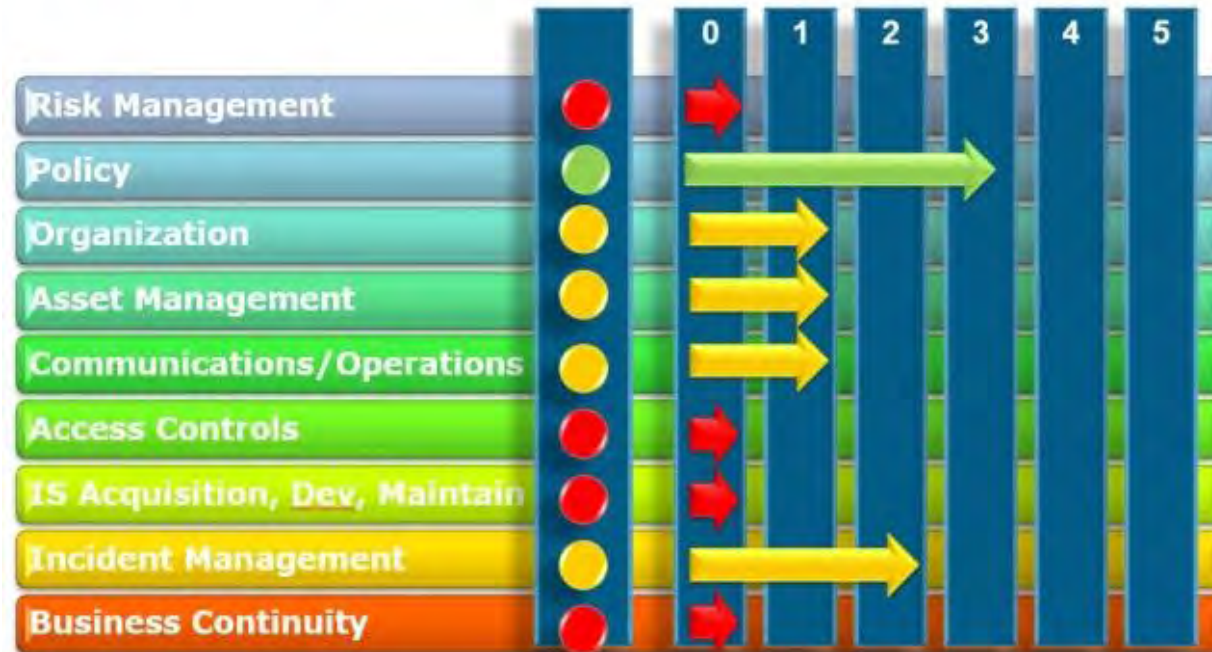 0 1 2 3 4 5
Risk Management
Policy
Organization
Asset Management
Communications/Operations
Access Controls
IS Acquisition, Dev, Maintain
Incident Management
Business Continuity